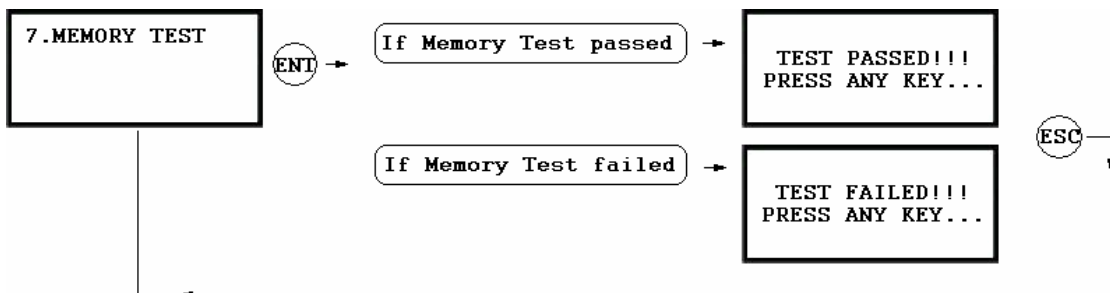 7.MEMORY TEST
ENT
If Memory Test passed
TEST PASSED!!!
PRESS ANY KEY...
ESC
If Memory Test failed
TEST FAILED!!!
PRESS ANY KEY...